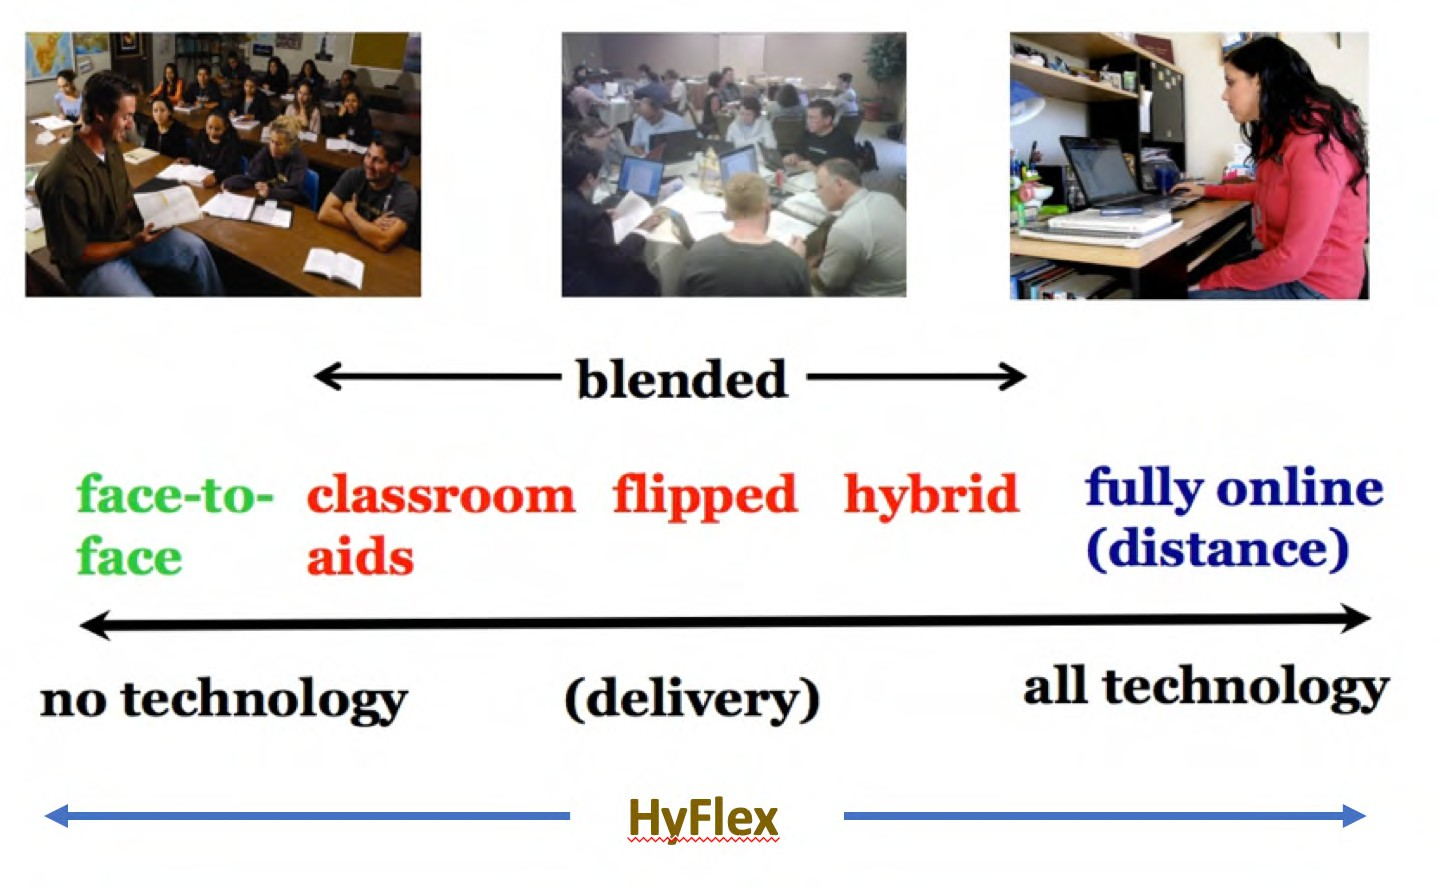 blended
face-to-
face
classroom
aids
flipped
hybrid
fully online
(distance)
no technology
(delivery)
all technology
HyFlex